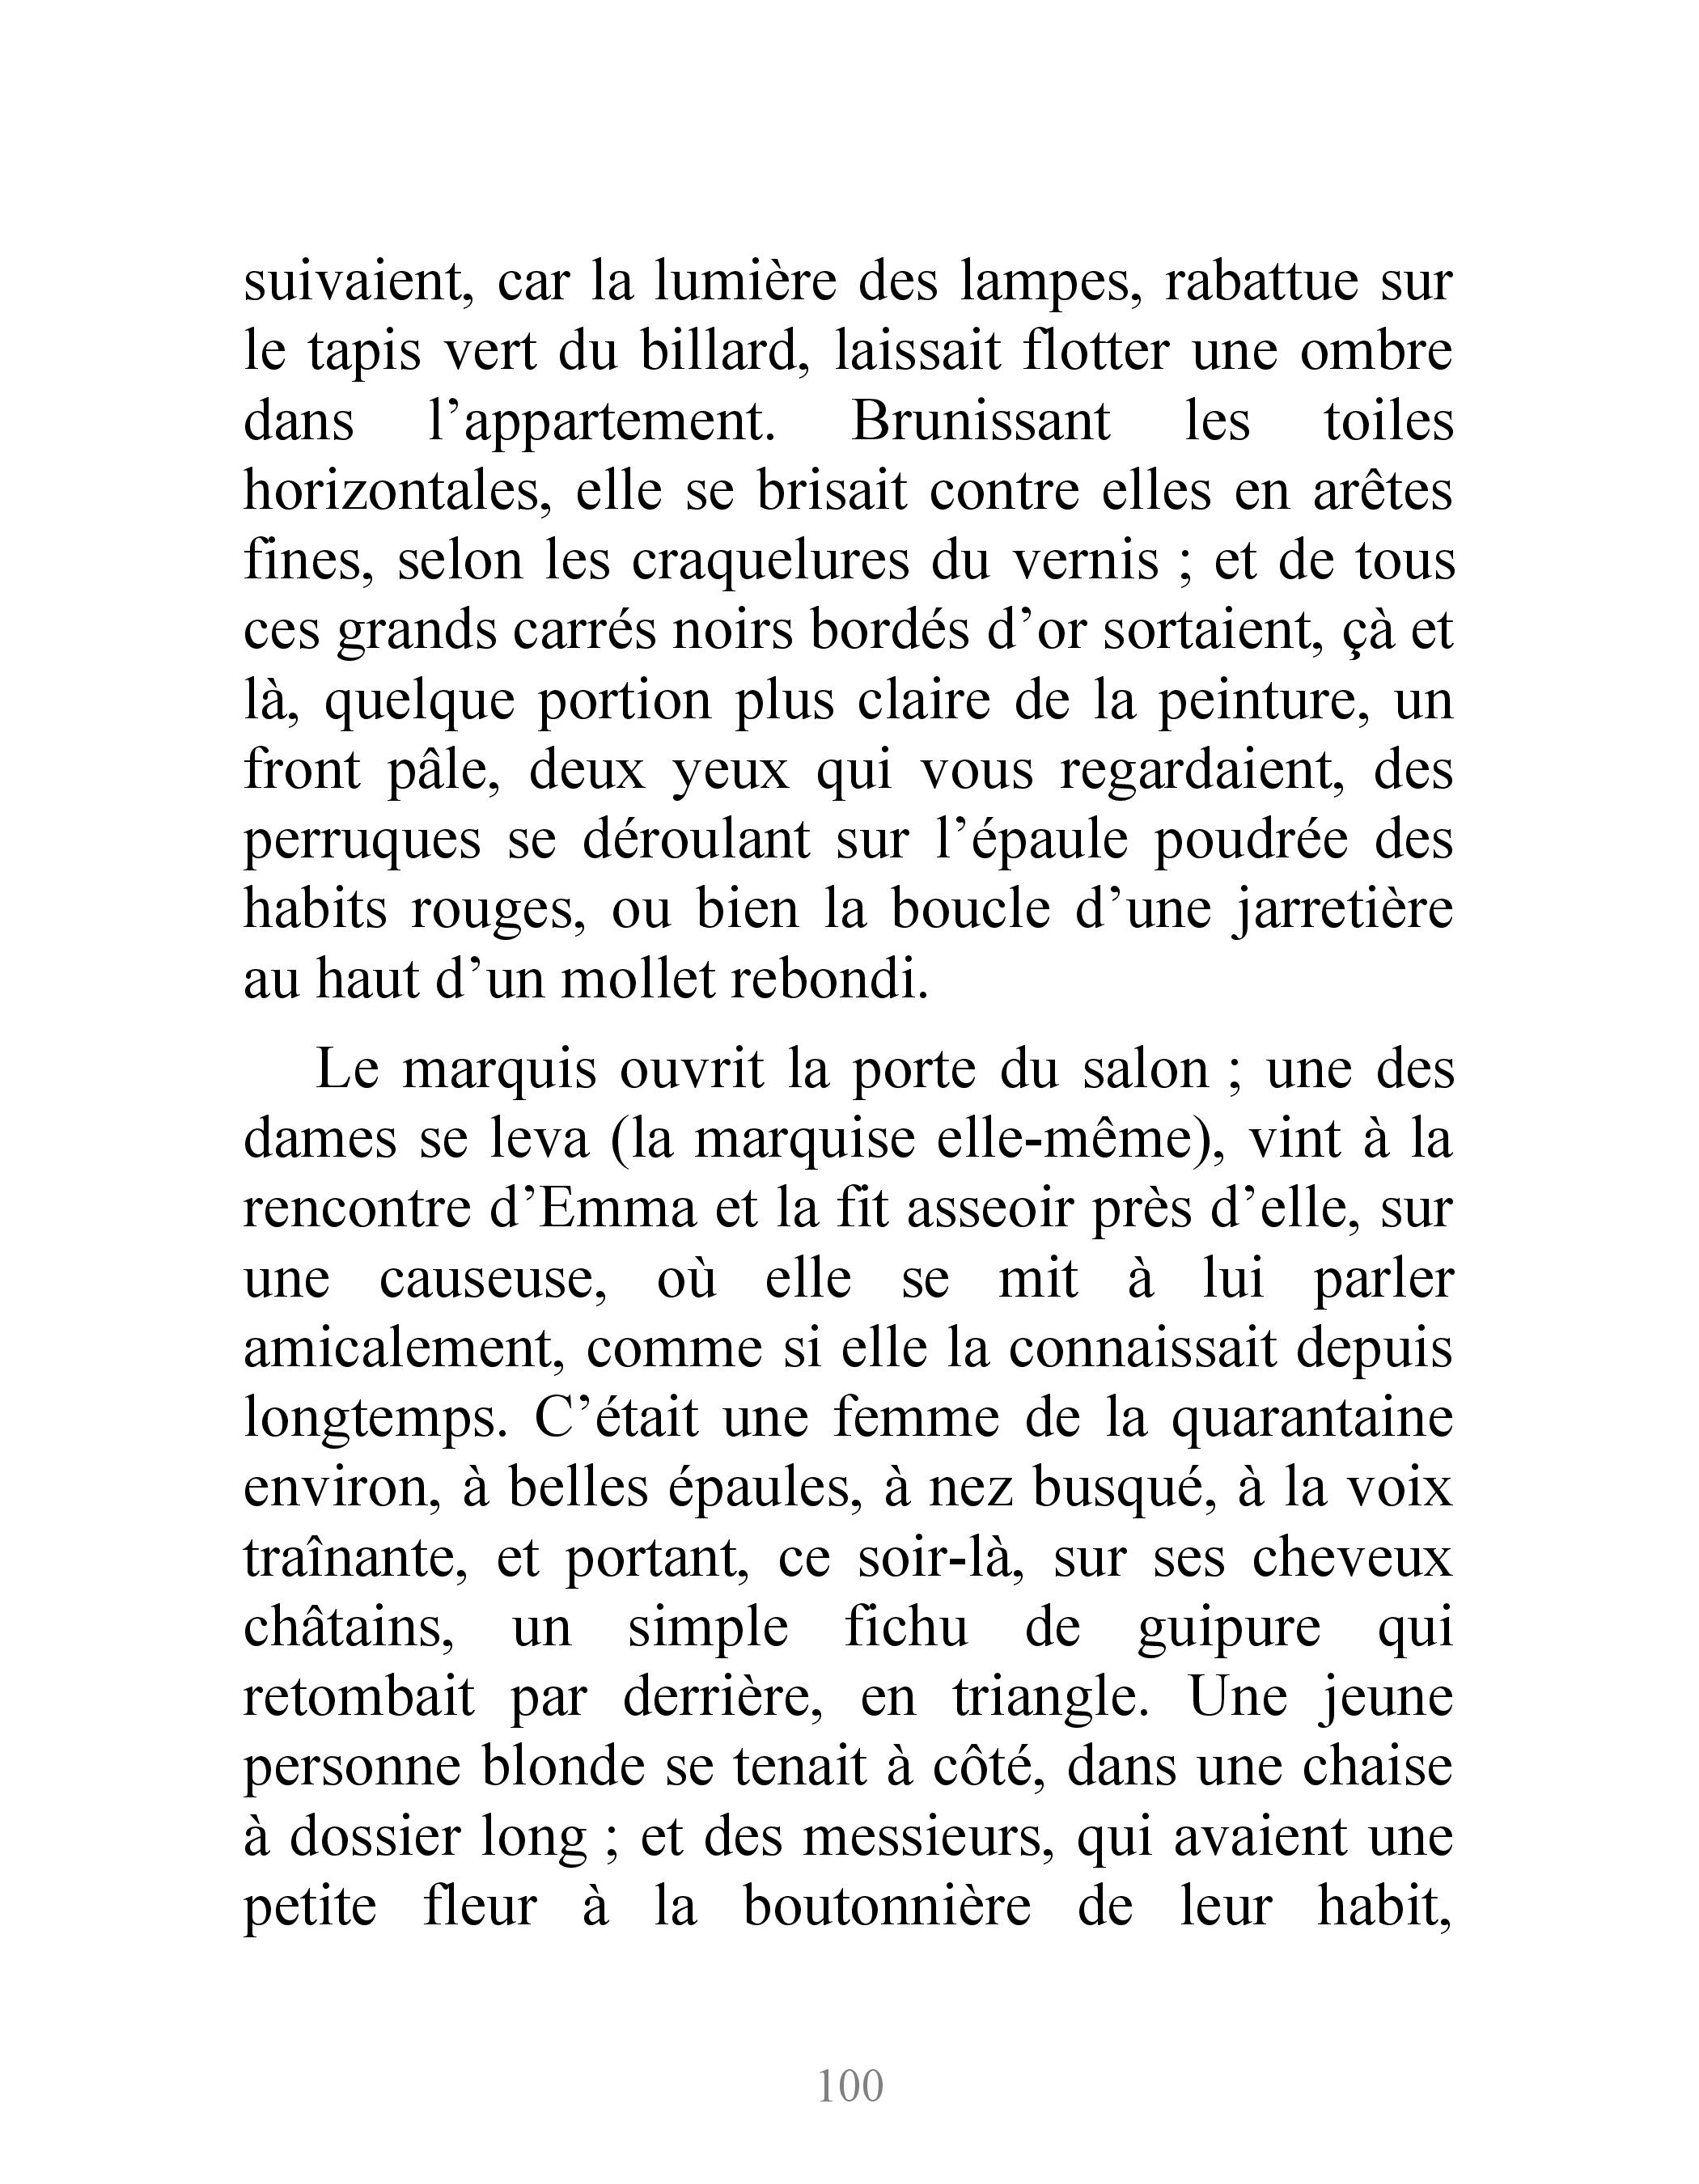 suivaient, car la lumière des lampes, rabattue sur
le tapis vert du billard, laissait flotter une ombre
dans l’appartement. Brunissant les toiles
horizontales, elle se brisait contre elles en arêtes
fines, selon les craquelures du vernis ; et de tous
ces grands carrés noirs bordés d’or sortaient, çà et
là, quelque portion plus claire de la peinture, un
front pâle, deux yeux qui vous regardaient, des
perruques se déroulant sur l’épaule poudrée des
habits rouges, ou bien la boucle d’une jarretière
au haut d’un mollet rebondi.
Le marquis ouvrit la porte du salon ; une des
dames se leva (la marquise elle-même), vint à la
rencontre d’Emma et la fit asseoir près d’elle, sur
une causeuse, où elle se mit à lui parler
amicalement, comme si elle la connaissait depuis
longtemps. C’était une femme de la quarantaine
environ, à belles épaules, à nez busqué, à la voix
traînante, et portant, ce soir-là, sur ses cheveux
châtains, un simple fichu de guipure qui
retombait par derrière, en triangle. Une jeune
personne blonde se tenait à côté, dans une chaise
à dossier long ; et des messieurs, qui avaient une
petite fleur à la boutonnière de leur habit,
100